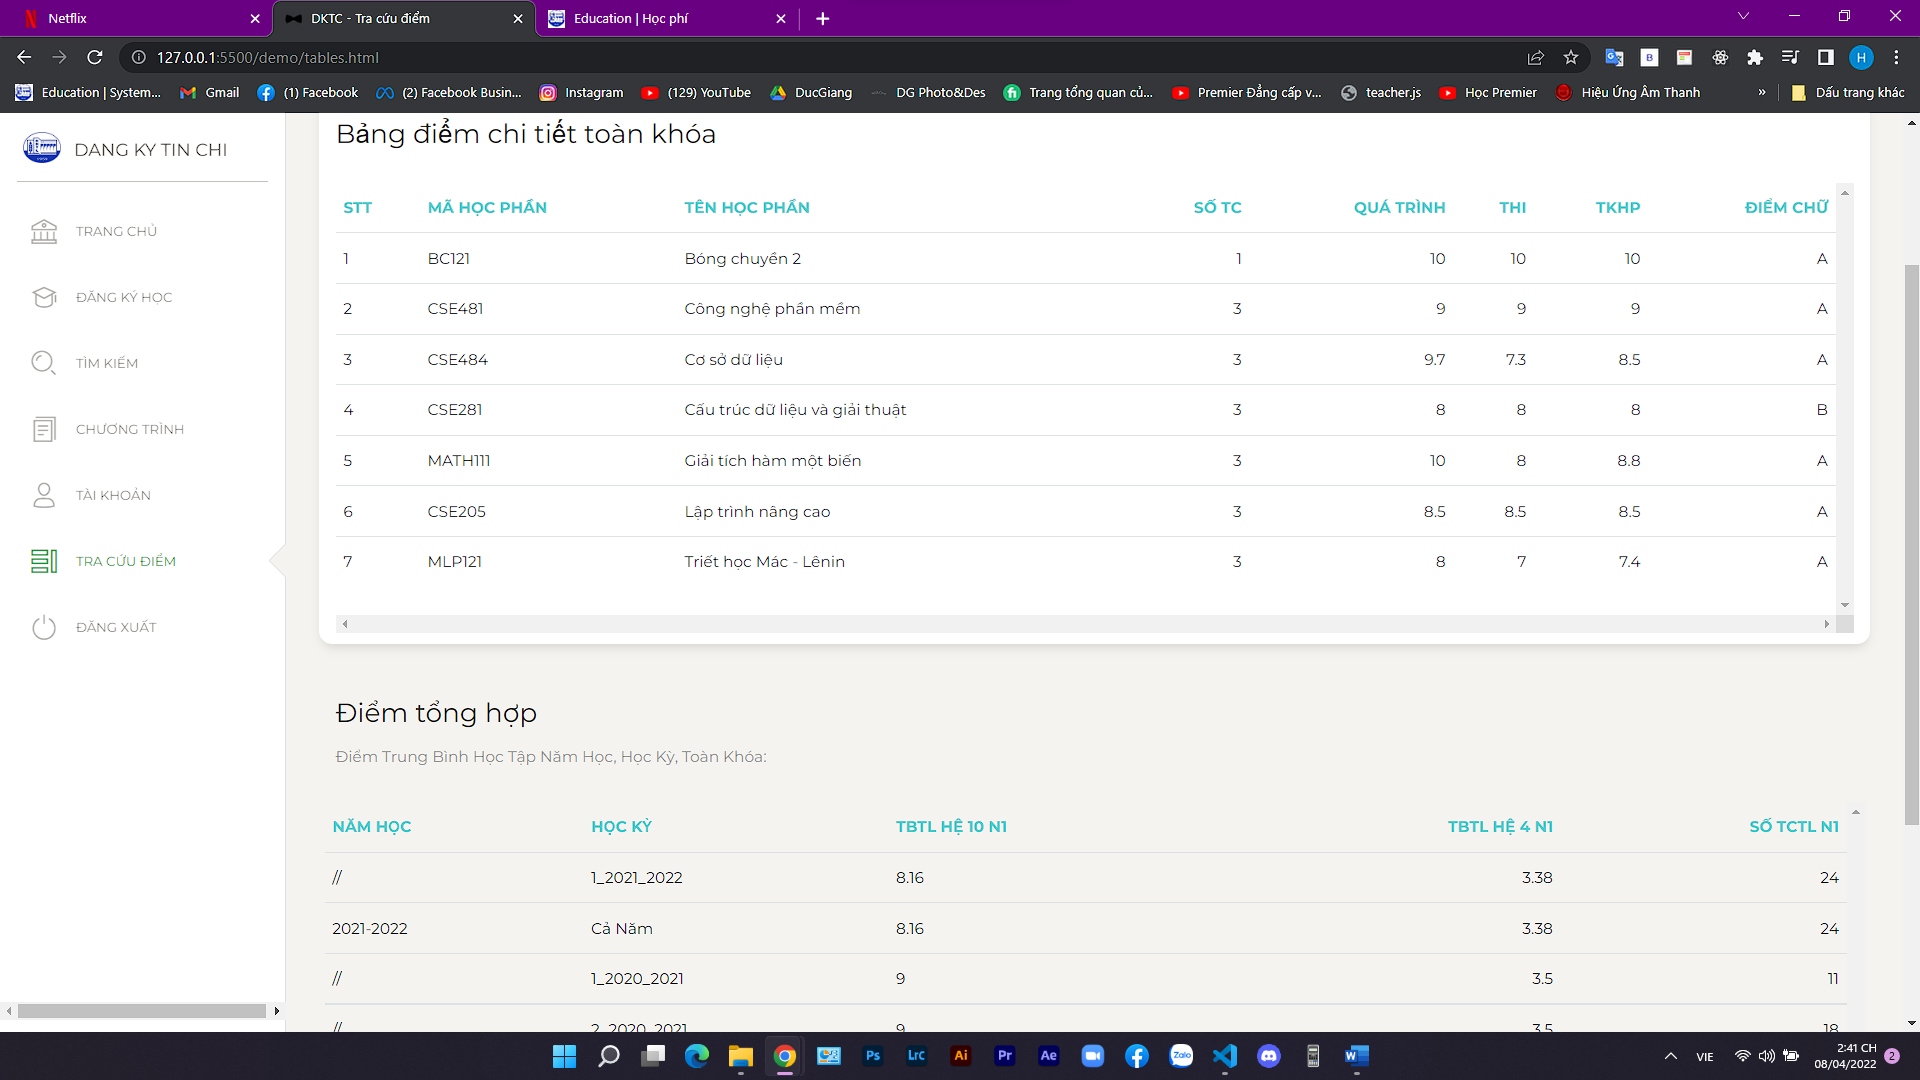 Netflix
DKTC - Tra cứu điểm
Education | Học phí
127.0.0.1:5500/demo/tables.html
B
H
Education | System...
Gmail
(1) Facebook
(2) Facebook Busin...
Instagram
(129) YouTube
DucGiang
DG Photo&Des
Trang tổng quan củ...
Premier Đẳng cấp v...
teacher.js
Học Premier
Hiệu Ứng Âm Thanh
»
Dấu trang khác
DANG KY TIN CHI
TRANG CHỦ
ĐĂNG KÝ HỌC
TÌM KIẾM
CHƯƠNG TRÌNH
TÀI KHOẢN
TRA CỨU ĐIỂM
ĐĂNG XUẤT
Bảng điểm chi tiết toàn khóa
STT MÃ HỌC PHẦN TÊN HỌC PHẦN SỐ TC QUÁ TRÌNH THI TKHP ĐIỂM CHỮ
1 BC121 Bóng chuyền 2 1 10 10 10 A
2 CSE481 Công nghệ phần mềm 3 9 9 9 A
3 CSE484 Cơ sở dữ liệu 3 9.7 7.3 8.5 A
4 CSE281 Cấu trúc dữ liệu và giải thuật 3 8 8 8 B
5 MATH111 Giải tích hàm một biến 3 10 8 8.8 A
6 CSE205 Lập trình nâng cao 3 8.5 8.5 8.5 A
7 MLP121 Triết học Mác - Lênin 3 8 7 7.4 A
Điểm tổng hợp
Điểm Trung Bình Học Tập Năm Học, Học Kỳ, Toàn Khóa:
NĂM HỌC HỌC KỲ TBTL HỆ 10 N1 TBTL HỆ 4 N1 SỐ TCTL N1
// 1_2021_2022 8.16 3.38 24
2021-2022 Cả Năm 8.16 3.38 24
// 1_2020_2021 9 3.5 11
// 2_2020_2021 9 3.5 18
Ps
Lrc
Ai
Pr
Ae
Zalo
W
VIE
2:41 CH
08/04/2022
2